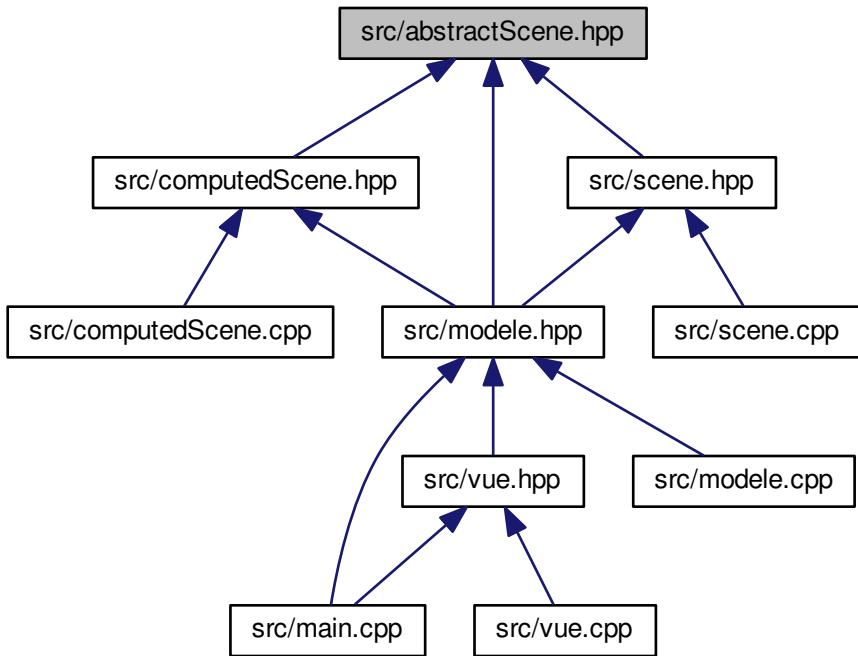 src/abstractScene.hpp
src/computedScene.hpp
src/scene.hpp
src/computedScene.cpp
src/modele.hpp
src/scene.cpp
src/vue.hpp
src/modele.cpp
src/main.cpp
src/vue.cpp